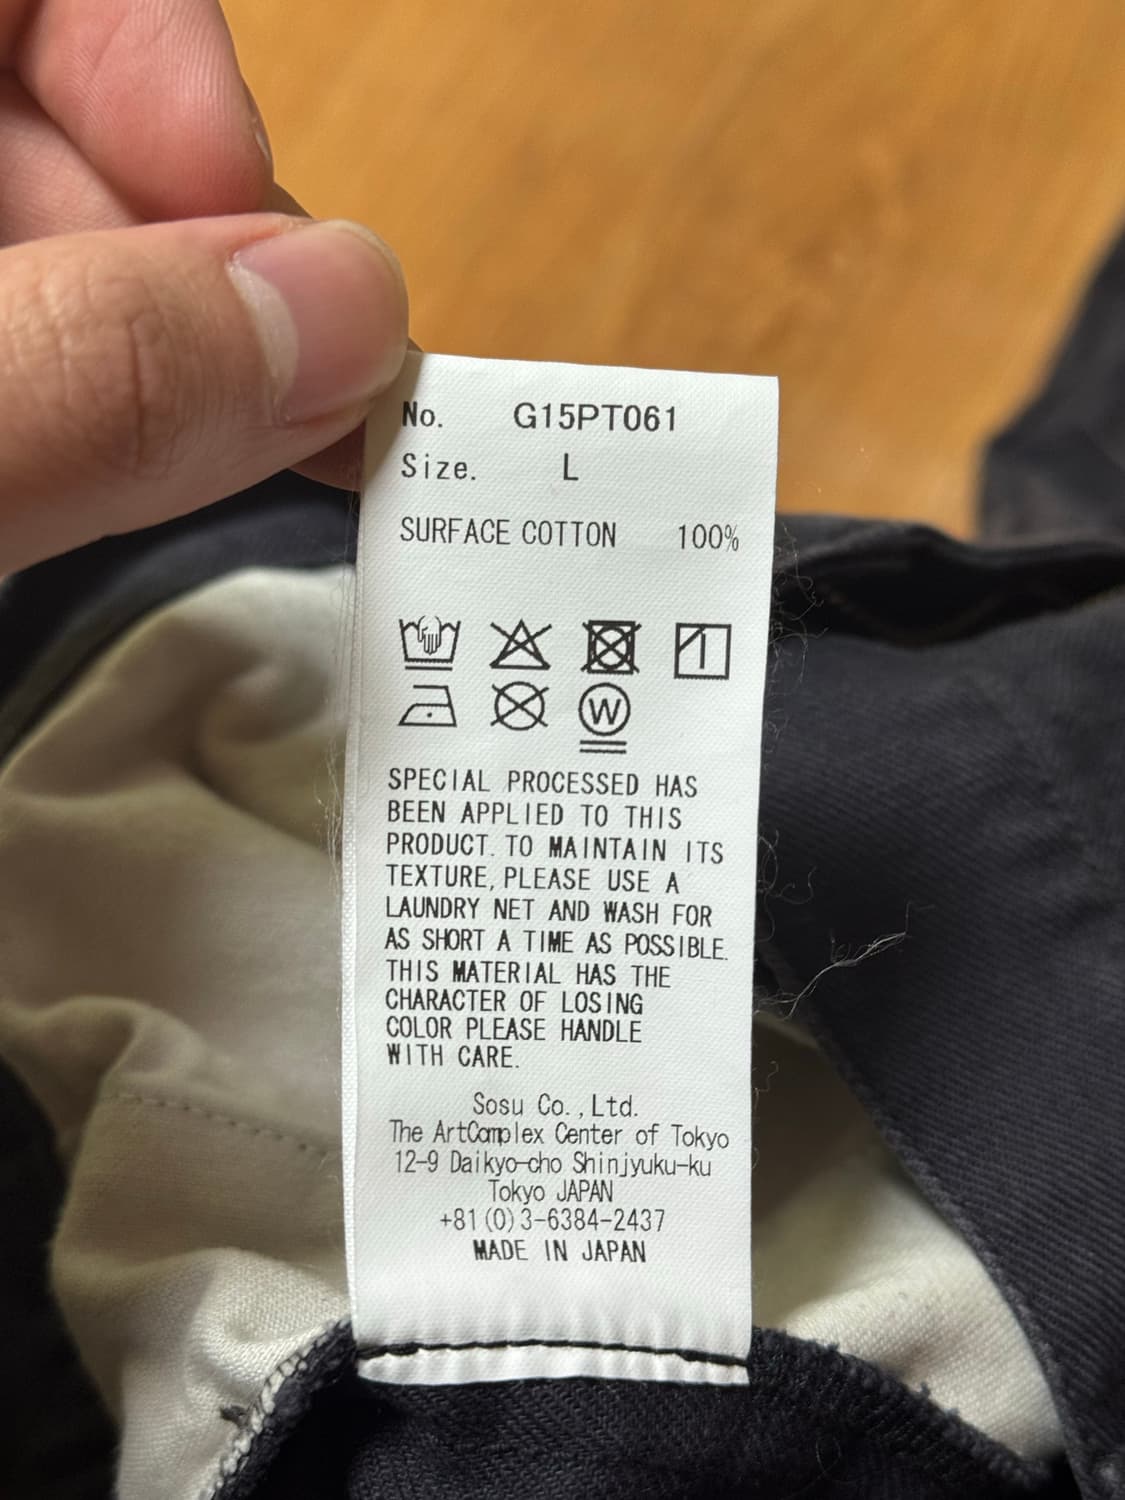 No. G15PT061
Size. L
SURFACE COTTON 100%
W
SPECIAL PROCESSED HAS
BEEN APPLIED TO THIS
PRODUCT. TO MAINTAIN ITS
TEXTURE, PLEASE USE A
LAUNDRY NET AND WASH FOR
AS SHORT A TIME AS POSSIBLE.
THIS MATERIAL HAS THE
CHARACTER OF LOSING
COLOR PLEASE HANDLE
WITH CARE.
Sosu Co.,Ltd.
The ArtComplex Center of Tokyo
12-9 Daikyo-cho Shinjyuku-ku
Tokyo JAPAN
+81(0)3-6384-2437
MADE IN JAPAN